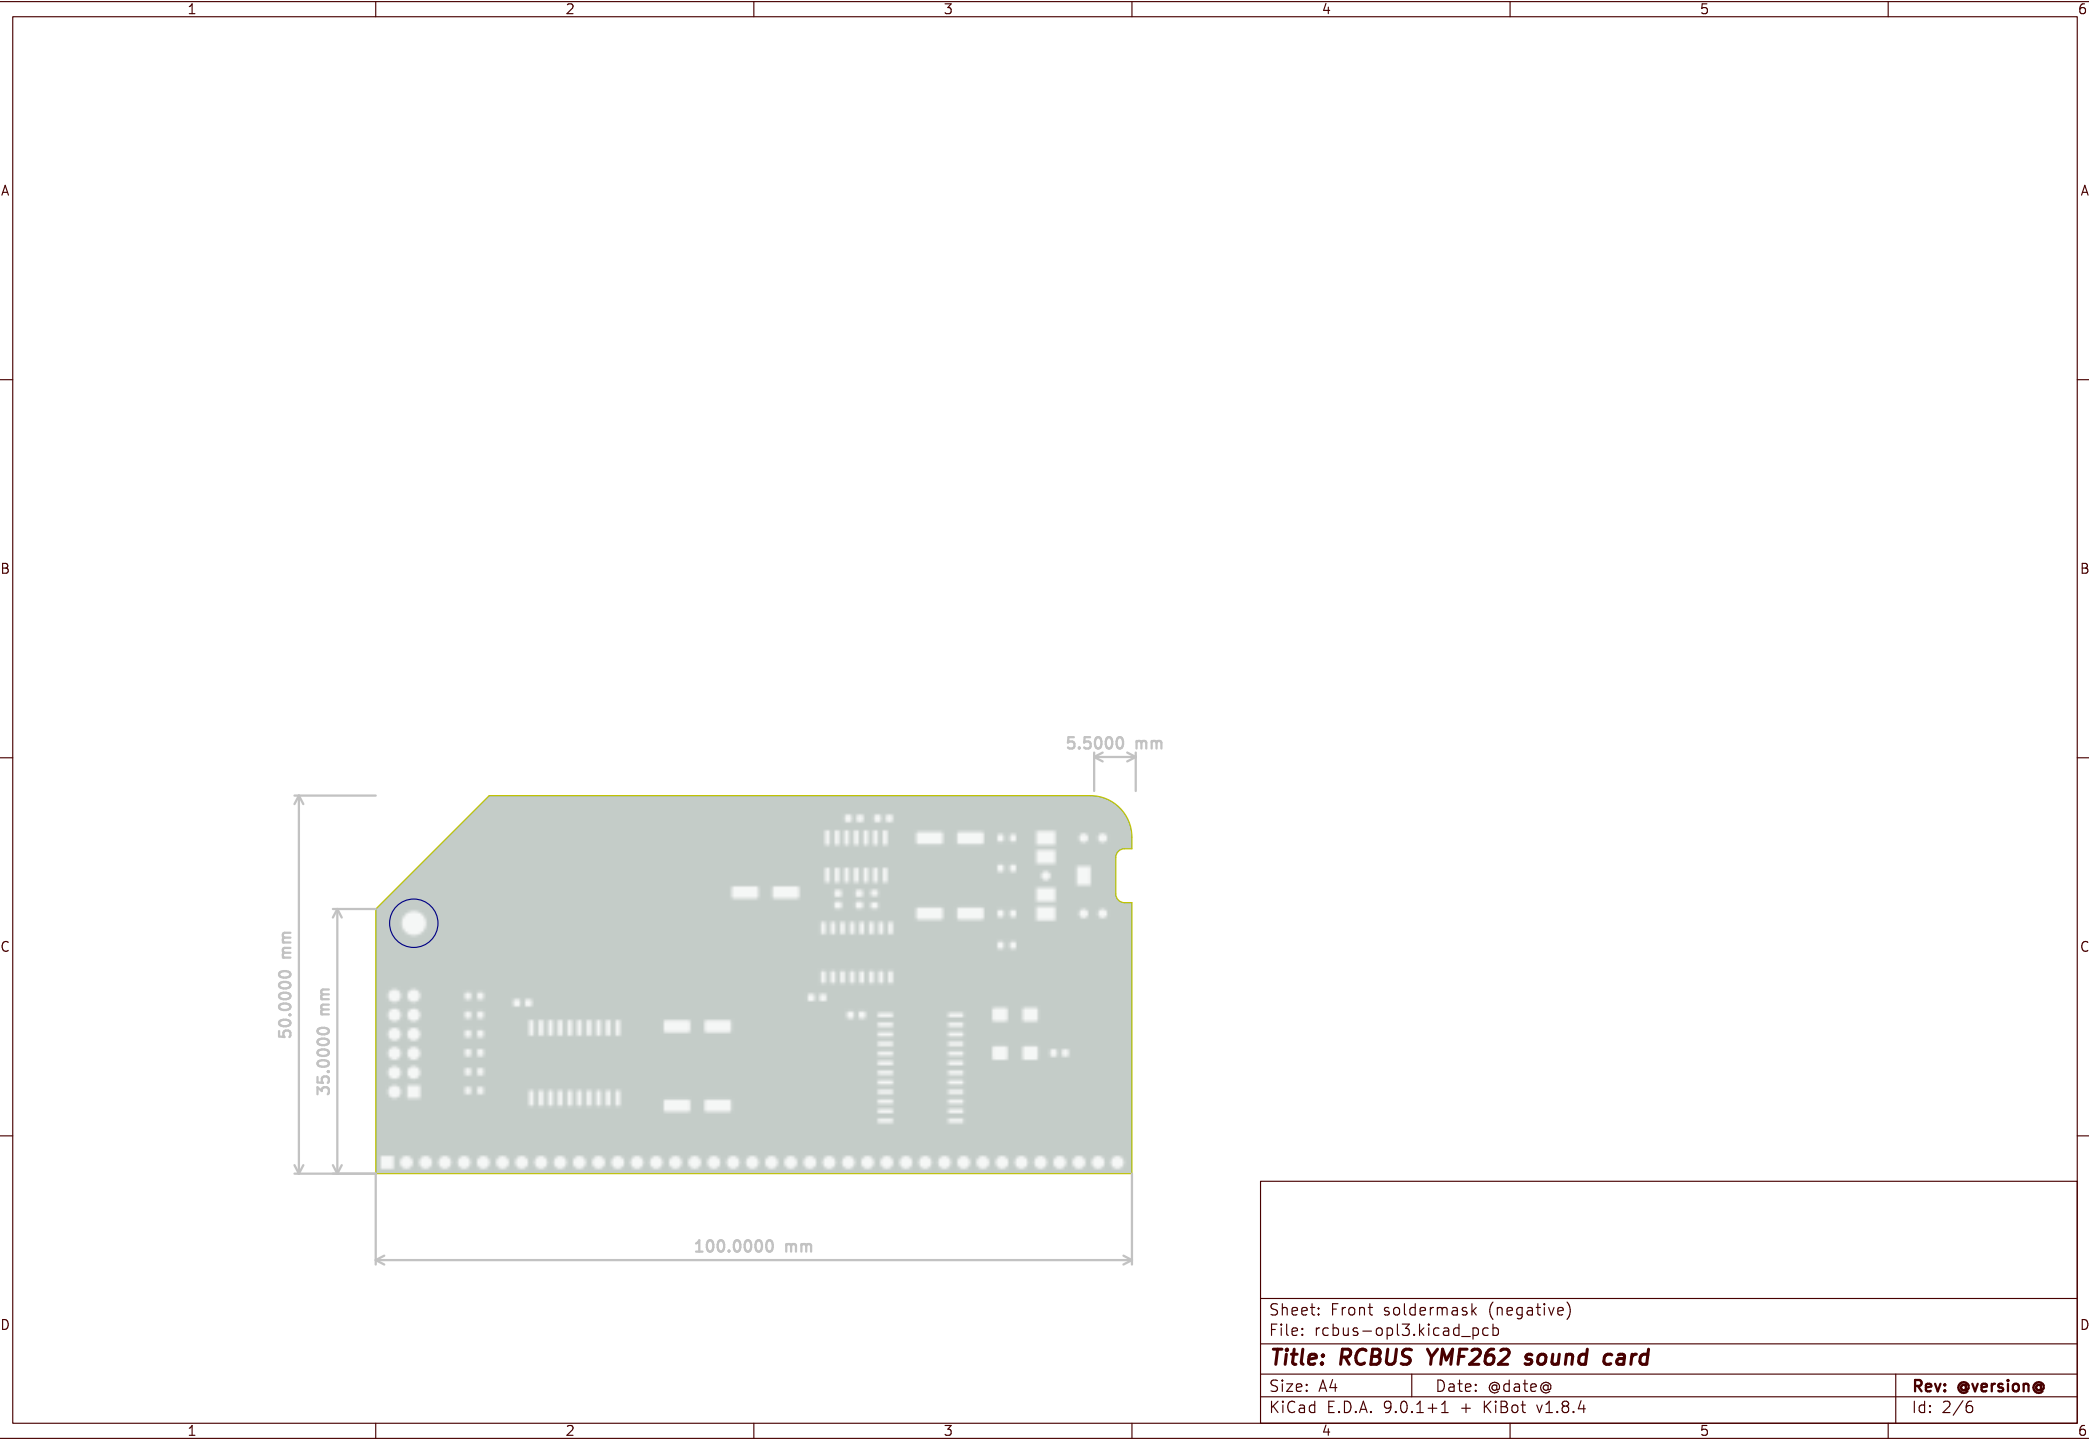 1 2 3 4 5 6
A A
B B
5.5000 mm
50.0000 mm
35.0000 mm
C C
100.0000 mm
Sheet: Front soldermask (negative)
File: rcbus-opl3.kicad_pcb
D D
Title: RCBUS YMF262 sound card
Size: A4 Date: @date@ Rev: @version@
KiCad E.D.A. 9.0.1+1 + KiBot v1.8.4 Id: 2/6
1 2 3 4 5 6